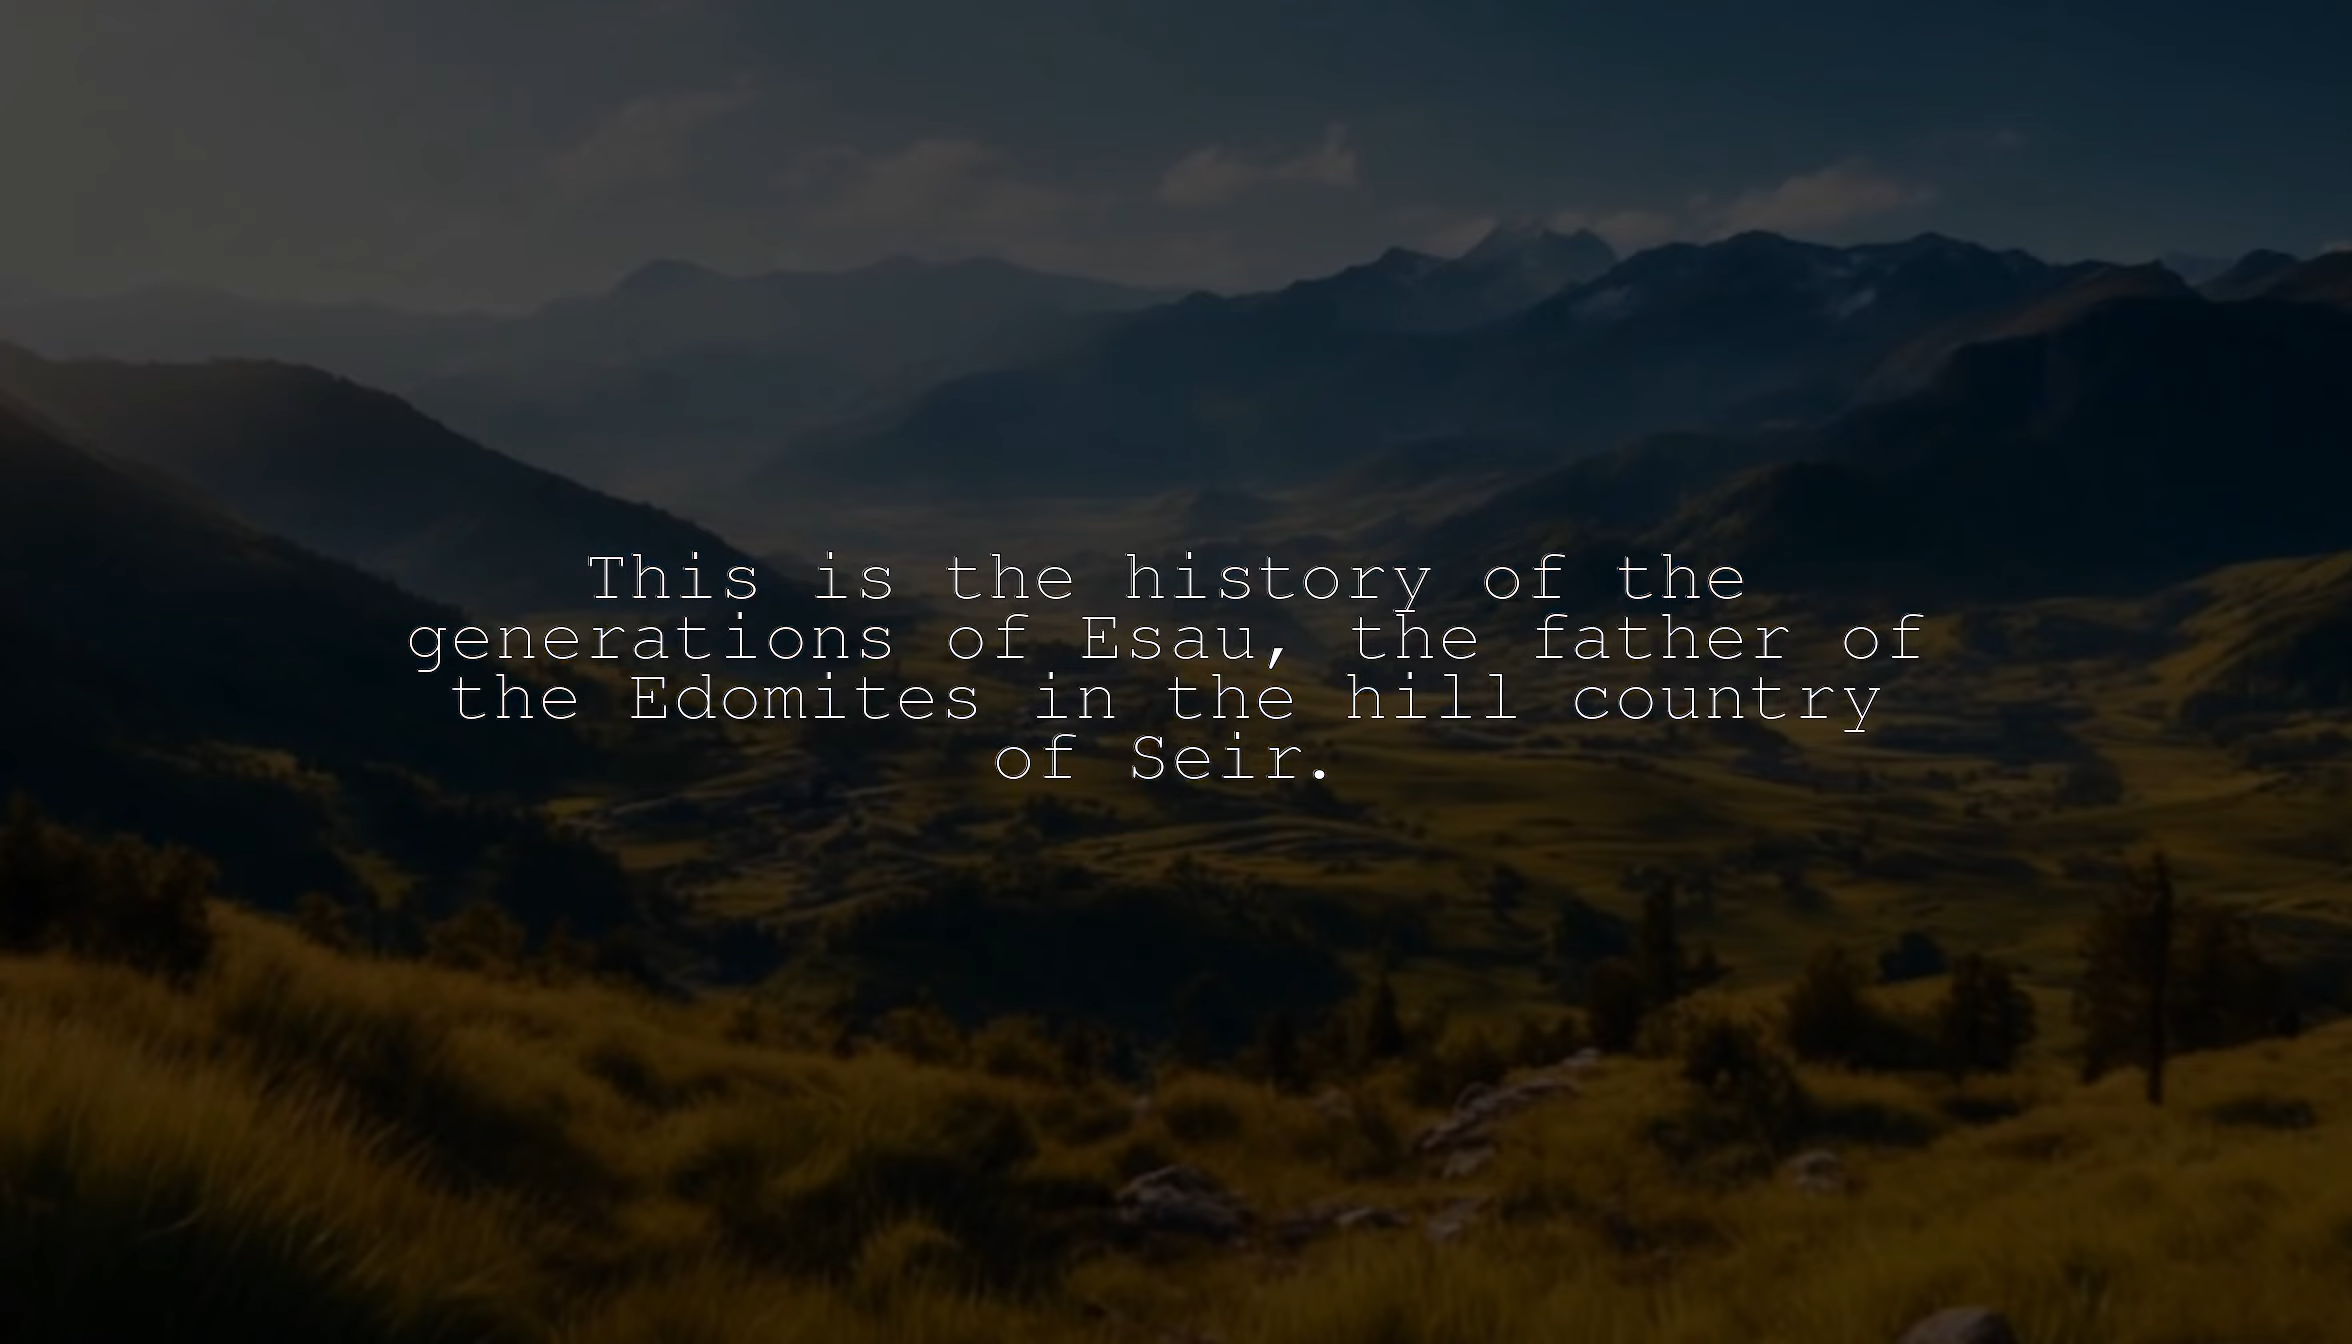 This is the history of the
generations of Esau, the father of
the Edomites in the hill country
of Seir.